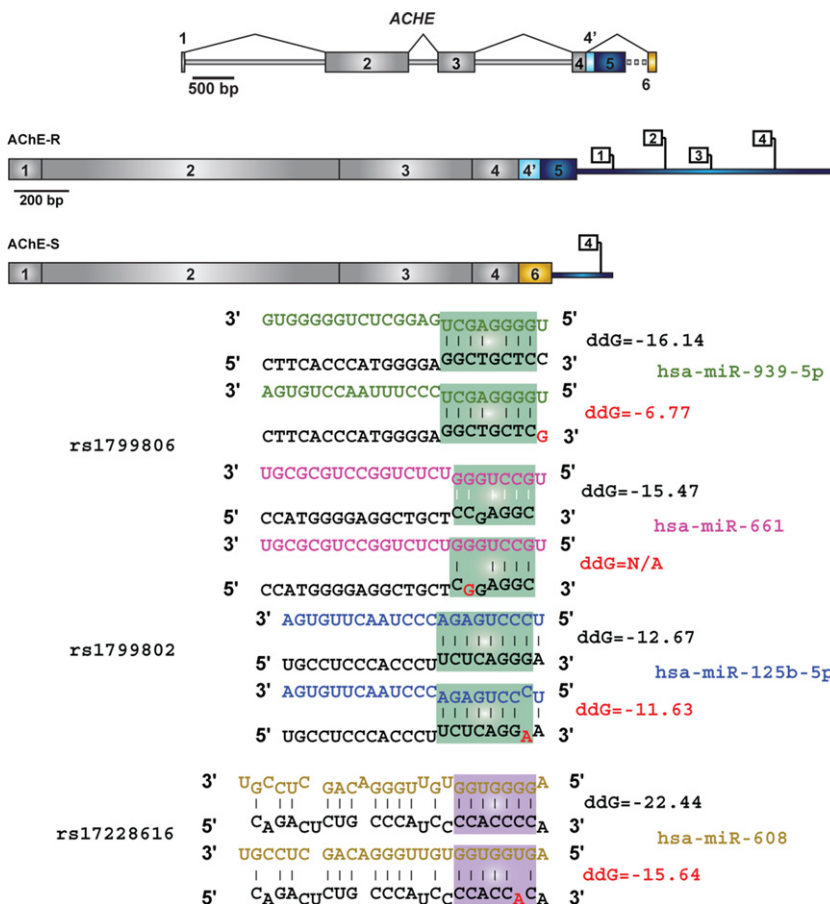 ACHE
1 2 3 4 4' 5 6
500 bp
AChE-R
1 2 3 4
1 2 3 4 4' 5
200 bp
AChE-S
4
1 2 3 4 6
3' GUGGGGGUCUCGGAGUCGAGGGGU 5'
ddG=-16.14
5' CTTCACCCATGGGGAGGCTGCTCC 3'
hsa-miR-939-5p
3' AGUGUCCAAUUUCCCUCGAGGGGU 5'
ddG=-6.77
CTTCACCCATGGGGAGGCTGCTCG 3'
rs1799806
3' UGCGCGUCCGGUCUCUGGGUCCGU 5'
ddG=-15.47
5' CCATGGGGAGGCTGCTCCGAGGC 3'
hsa-miR-661
3' UGCGCGUCCGGUCUCUGGGUCCGU 5'
ddG=N/A
5' CCATGGGGAGGCTGCTCGGAGGC 3'
3' AGUGUUCAAUCCCAGAGUCCCU 5'
ddG=-12.67
rs1799802
5' UGCCUCCCACCCUUCUCAGGGA 3'
hsa-miR-125b-5p
3' AGUGUUCAAUCCCAGAGUCCCU 5'
ddG=-11.63
5' UGCCUCCCACCCUUCUCAGGAA 3'
3' UGCCUC GACAGGGUUGUGGUGGGGA 5'
ddG=-22.44
rs17228616
5' CAGACUCUG CCCAUCCCCACCCCA 3'
hsa-miR-608
3' UGCCUC GACAGGGUUGUGGUGGUGA 5'
ddG=-15.64
5' CAGACUCUG CCCAUCCCCACCACA 3'